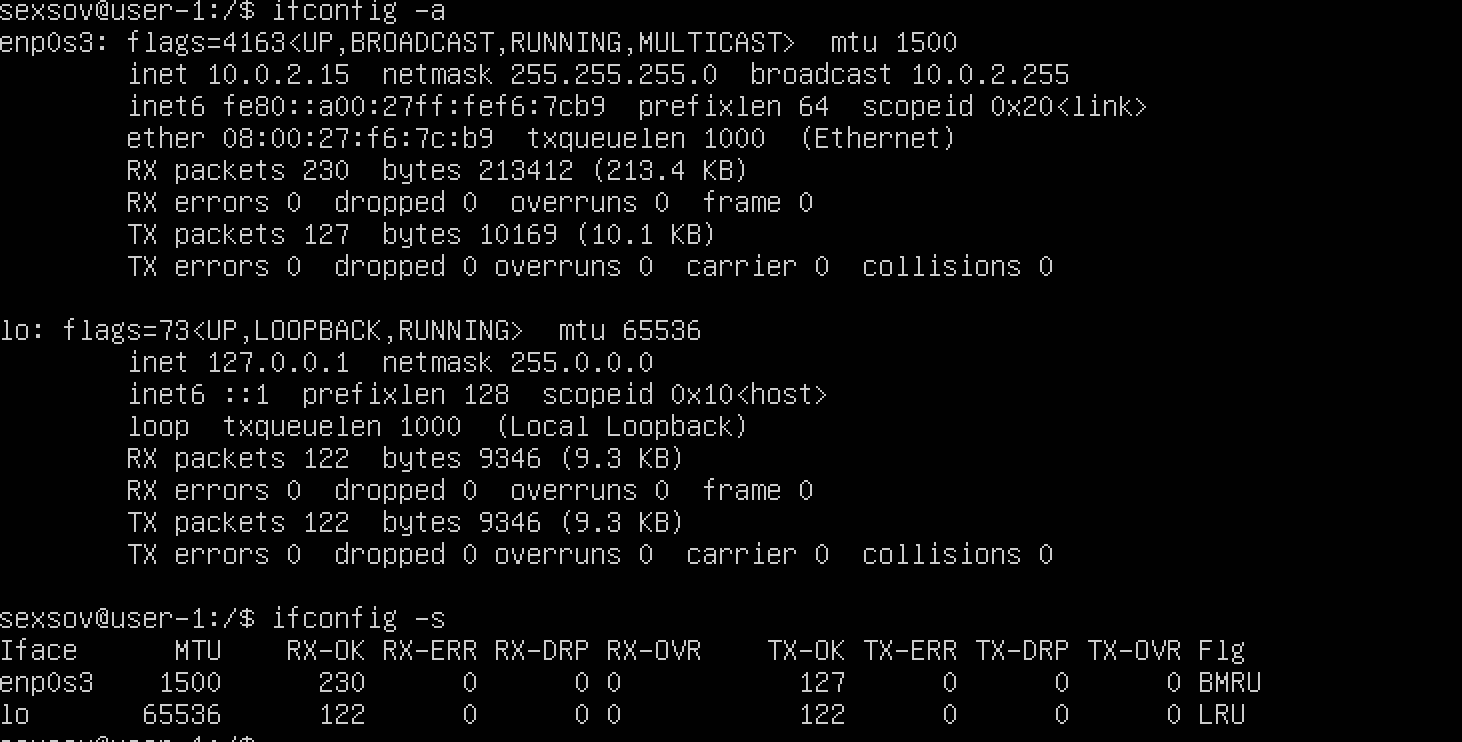 sexsov@user-1:/$ ifconfig -a
enp0s3: flags=4163<UP,BROADCAST,RUNNING,MULTICAST>  mtu 1500
        inet 10.0.2.15  netmask 255.255.255.0  broadcast 10.0.2.255
        inet6 fe80::a00:27ff:fef6:7cb9  prefixlen 64  scopeid 0x20<link>
        ether 08:00:27:f6:7c:b9  txqueuelen 1000  (Ethernet)
        RX packets 230  bytes 213412 (213.4 KB)
        RX errors 0  dropped 0  overruns 0  frame 0
        TX packets 127  bytes 10169 (10.1 KB)
        TX errors 0  dropped 0 overruns 0  carrier 0  collisions 0

lo: flags=73<UP,LOOPBACK,RUNNING>  mtu 65536
        inet 127.0.0.1  netmask 255.0.0.0
        inet6 ::1  prefixlen 128  scopeid 0x10<host>
        loop  txqueuelen 1000  (Local Loopback)
        RX packets 122  bytes 9346 (9.3 KB)
        RX errors 0  dropped 0  overruns 0  frame 0
        TX packets 122  bytes 9346 (9.3 KB)
        TX errors 0  dropped 0 overruns 0  carrier 0  collisions 0

sexsov@user-1:/$ ifconfig -s
Iface      MTU    RX-OK RX-ERR RX-DRP RX-OVR    TX-OK TX-ERR TX-DRP TX-OVR Flg
enp0s3    1500      230      0      0 0           127      0      0      0 BMRU
lo       65536      122      0      0 0           122      0      0      0 LRU